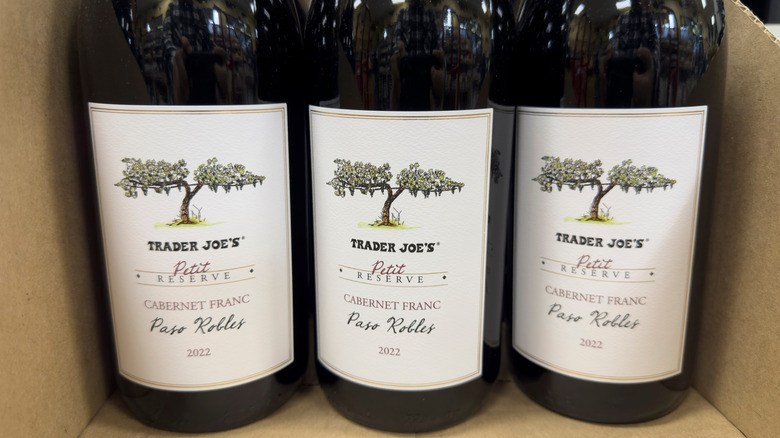 TRADER JOE'S®
Petit
RESERVE
CABERNET FRANC
Paso Robles
2022
TRADER JOE'S®
Petit
RESERVE
CABERNET FRANC
Paso Robles
2022
TRADER JOE'S®
Petit
RESERVE
CABERNET FRANC
Paso Robles
2022